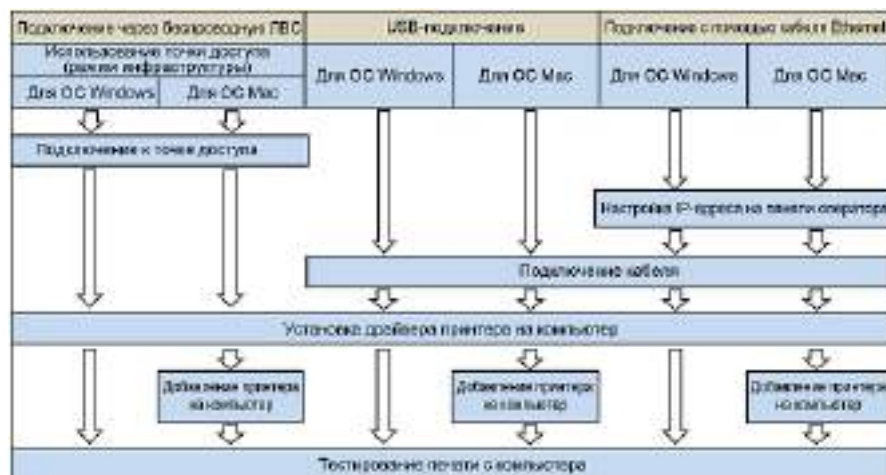 Подключение через беспроводную ЛВС
USB-подключение
Подключение с помощью кабеля Ethernet
Использование точки доступа
(режим инфраструктуры)
Для ОС Windows
Для ОС Mac
Для ОС Windows
Для ОС Mac
Для ОС Windows
Для ОС Mac
Подключение к точке доступа
Настройка IP-адреса на панели оператора
Подключение кабеля
Установка драйвера принтера на компьютер
Добавление принтера
на компьютер
Добавление принтера
на компьютер
Добавление принтера
на компьютер
Тестирование печати с компьютера